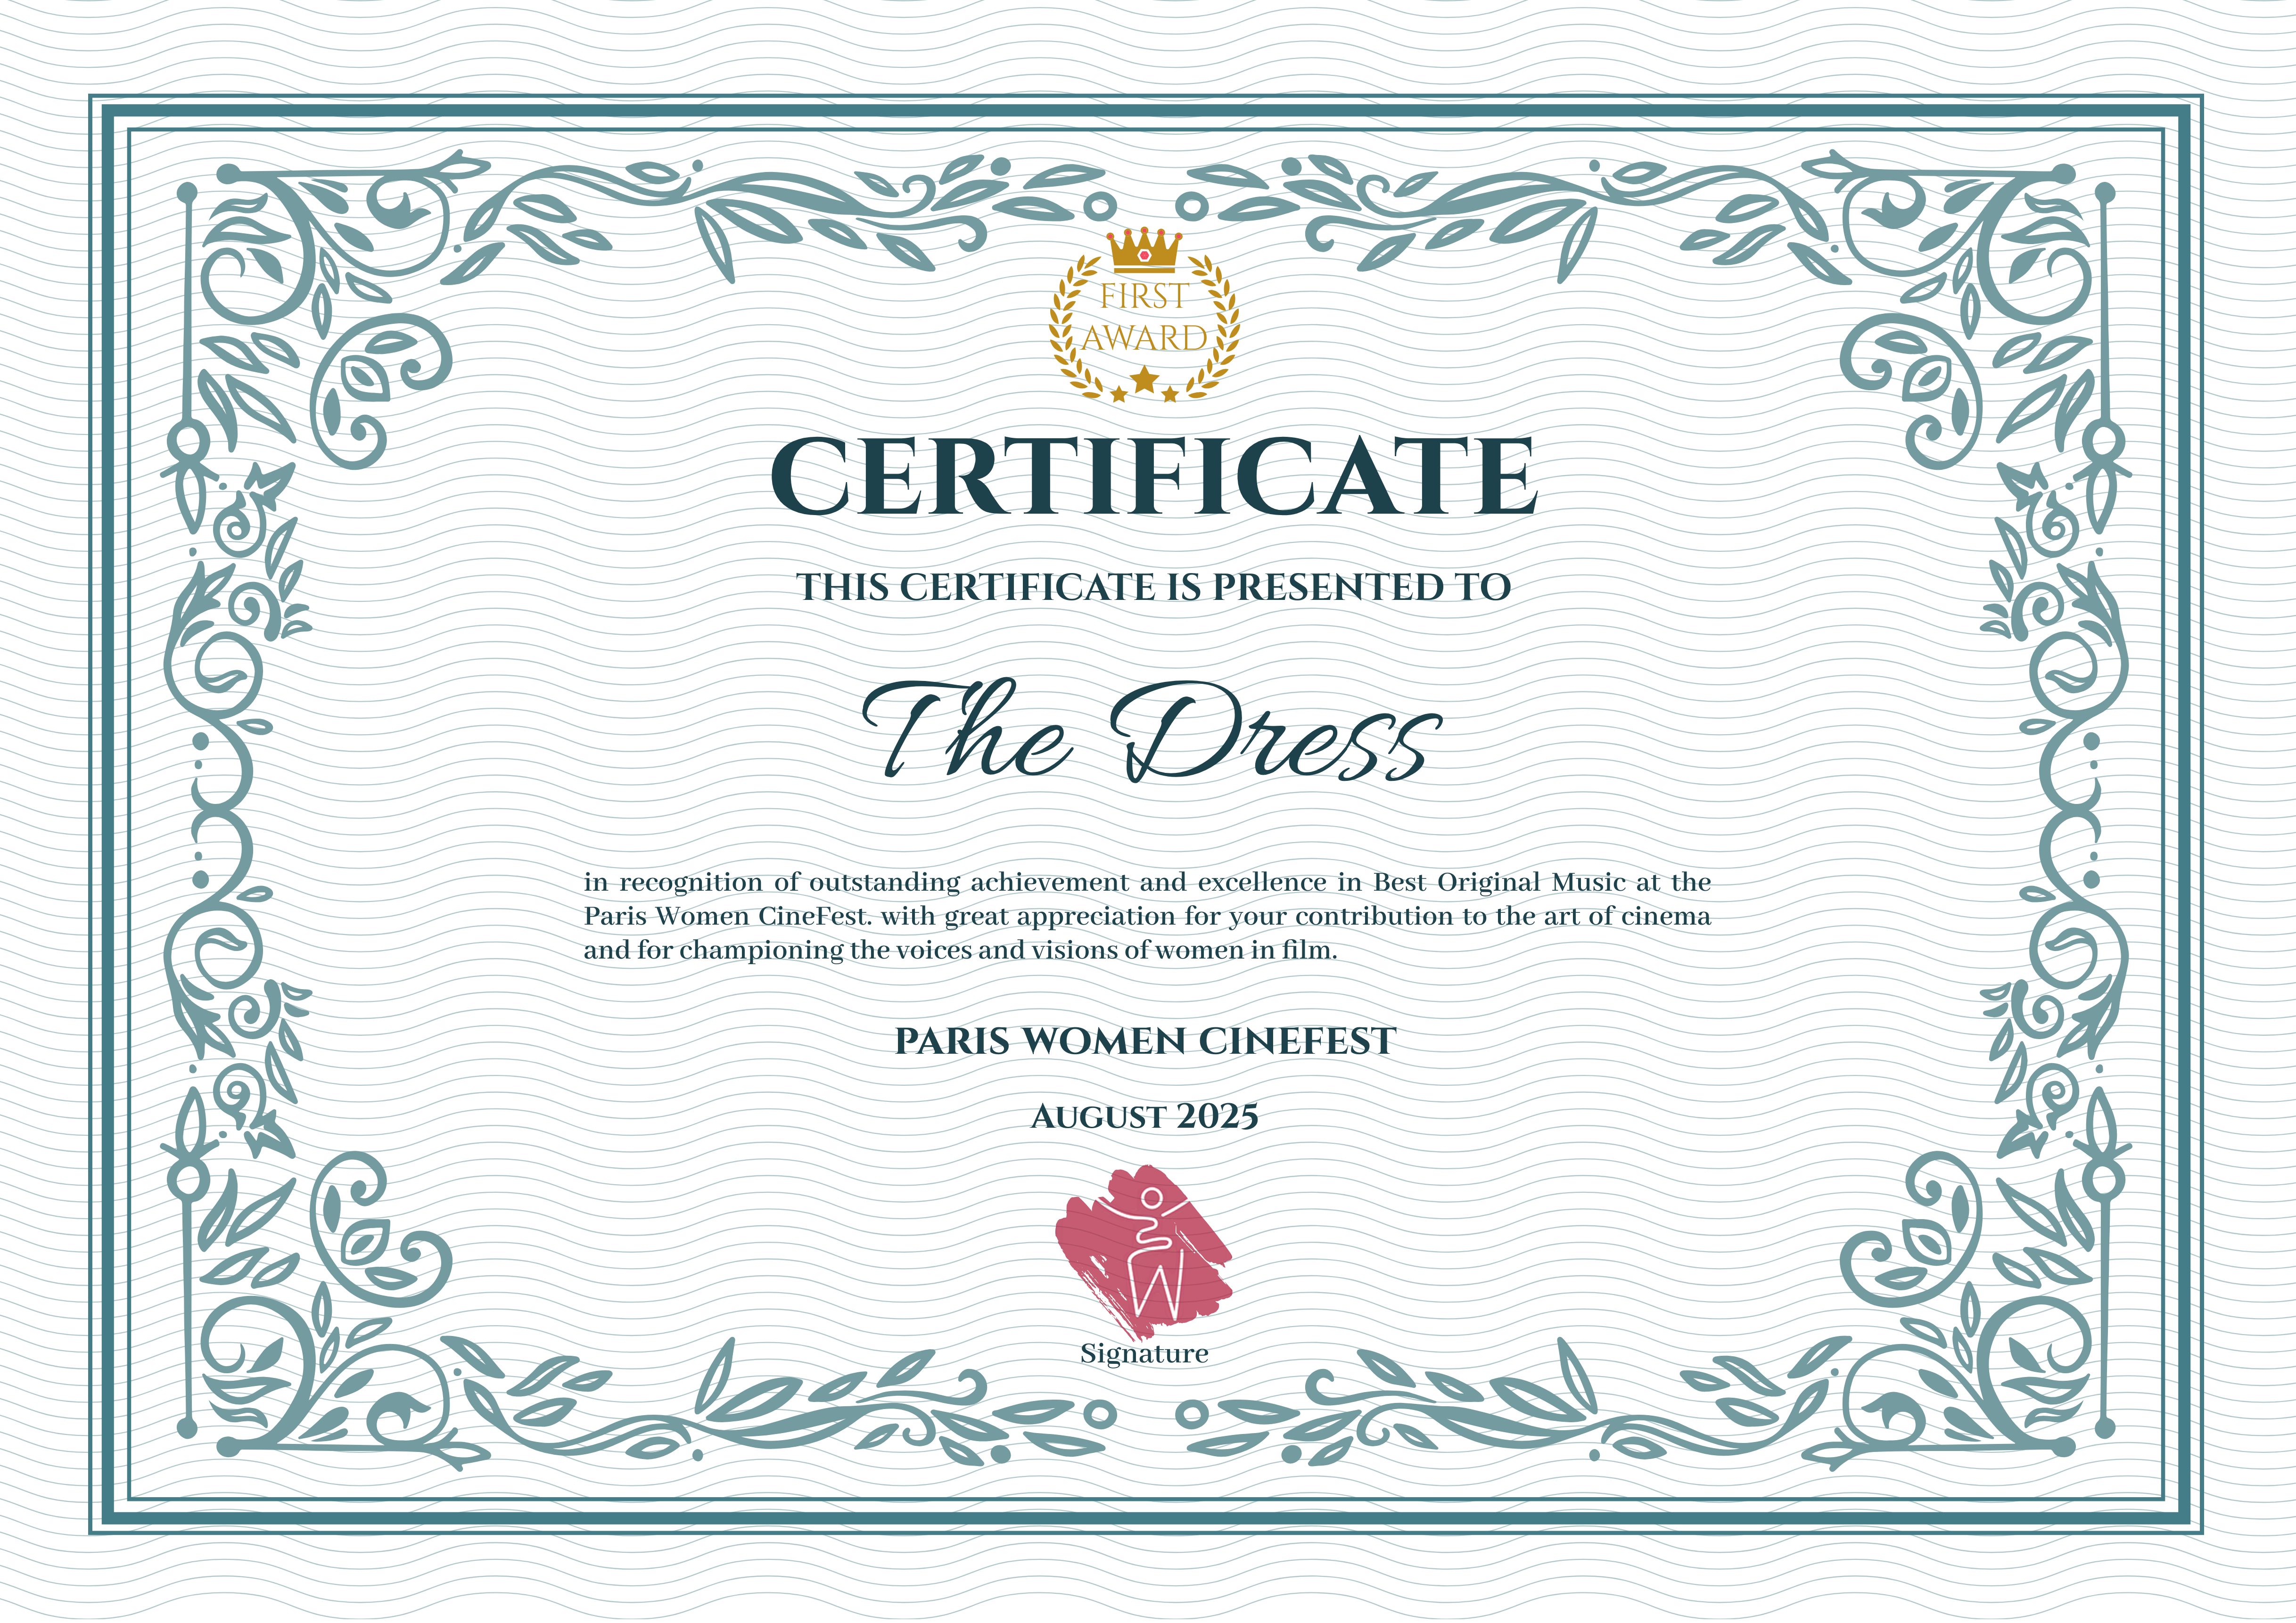 FIRST
AWARD
CERTIFICATE
THIS CERTIFICATE IS PRESENTED TO
The Dress
in recognition of outstanding achievement and excellence in Best Original Music at the
Paris Women CineFest. with great appreciation for your contribution to the art of cinema
and for championing the voices and visions of women in film.
PARIS WOMEN CINEFEST
AUGUST 2025
Signature